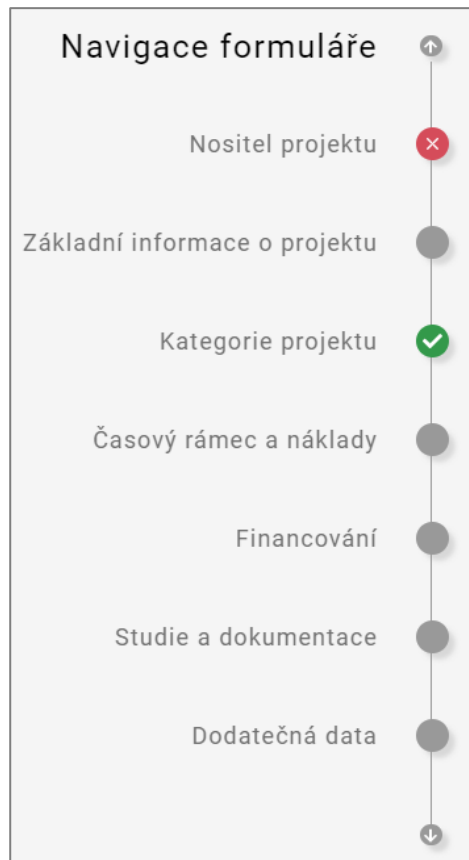 Navigace formuláře
Nositel projektu
Základní informace o projektu
Kategorie projektu
Časový rámec a náklady
Financování
Studie a dokumentace
Dodatečná data